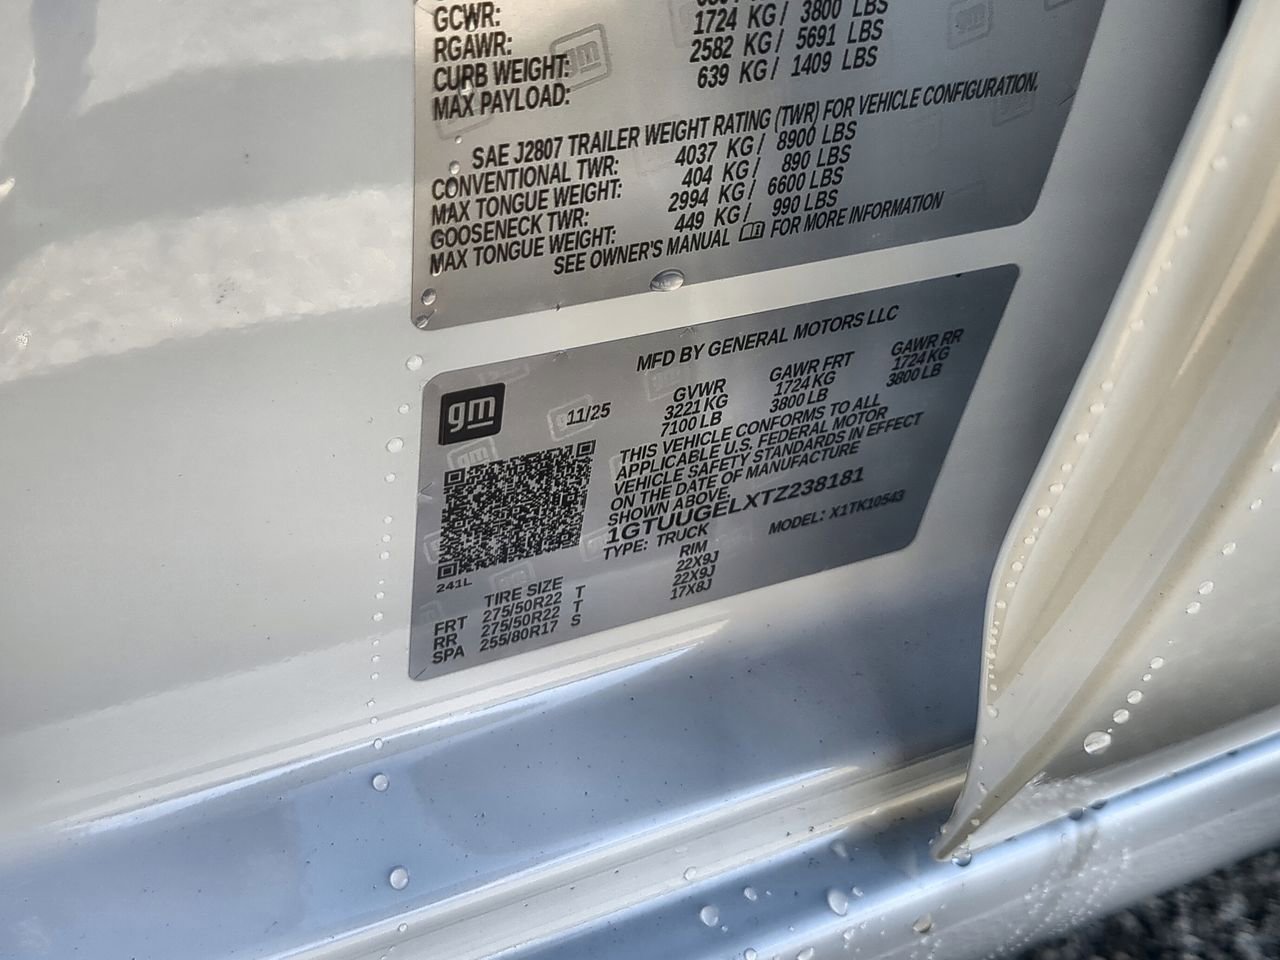 GCWR:
RGAWR: 1724 KG / 3800 LBS
CURB WEIGHT: 2582 KG / 5691 LBS
MAX PAYLOAD: 639 KG / 1409 LBS
SAE J2807 TRAILER WEIGHT RATING (TWR) FOR VEHICLE CONFIGURATION.
CONVENTIONAL TWR: 4037 KG / 8900 LBS
MAX TONGUE WEIGHT: 404 KG / 890 LBS
GOOSENECK TWR: 2994 KG / 6600 LBS
MAX TONGUE WEIGHT: 449 KG / 990 LBS
SEE OWNER'S MANUAL FOR MORE INFORMATION
MFD BY GENERAL MOTORS LLC
gm
11/25
GVWR GAWR FRT GAWR RR
3221 KG 1724 KG 1724 KG
7100 LB 3800 LB 3800 LB
THIS VEHICLE CONFORMS TO ALL
APPLICABLE U.S. FEDERAL MOTOR
VEHICLE SAFETY STANDARDS IN EFFECT
ON THE DATE OF MANUFACTURE
SHOWN ABOVE.
1GTUUGELXTZ238181
TYPE: TRUCK MODEL: X1TK10543
241L
TIRE SIZE RIM
FRT 275/50R22 T 22X9J
RR 275/50R22 T 22X9J
SPA 255/80R17 S 17X8J